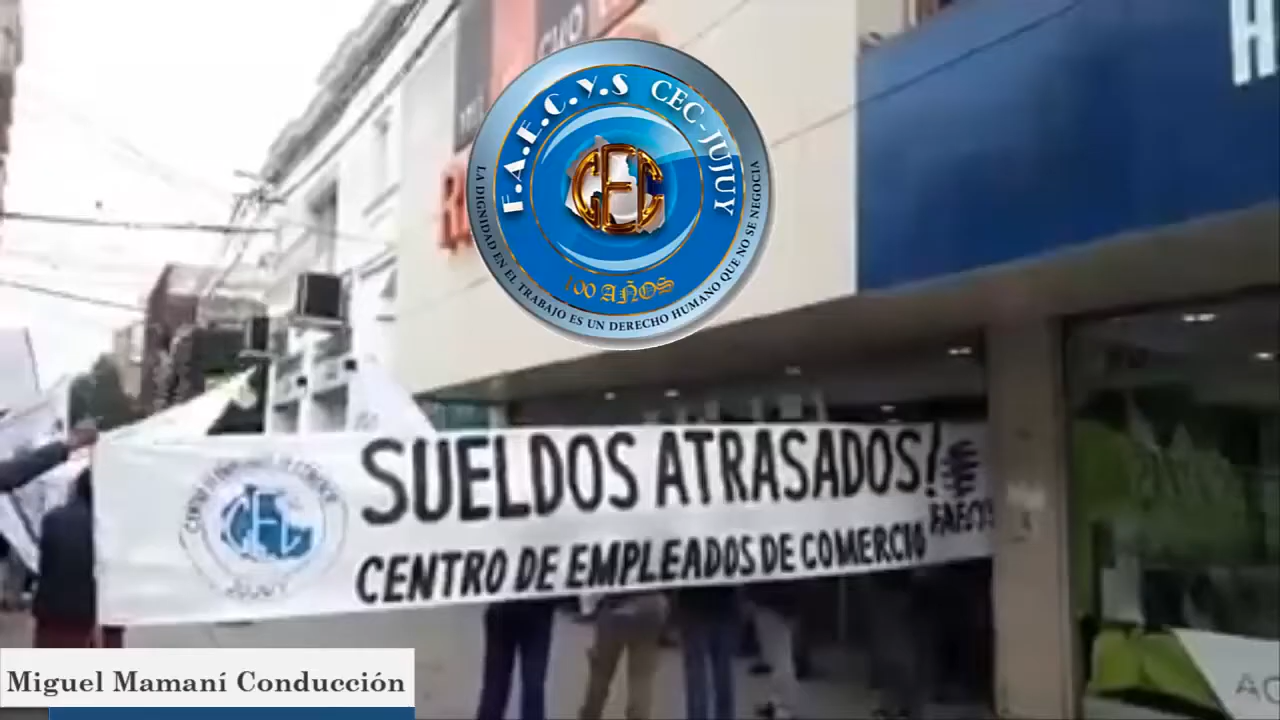 F.A.E.C.Y.S CEC-JUJUY
CEC
100 AÑOS
LA DIGNIDAD EN EL TRABAJO ES UN DERECHO HUMANO QUE NO SE NEGOCIA
SUELDOS ATRASADOS!
CENTRO DE EMPLEADOS DE COMERCIO
FAECYS
CEC
JUJUY
Miguel Mamaní Conducción